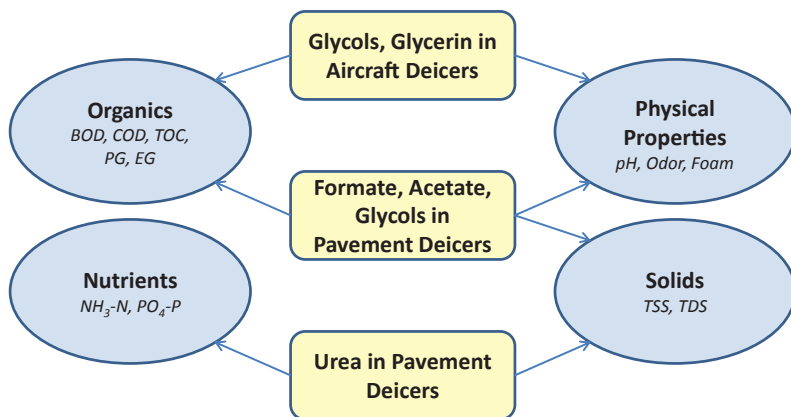 Glycols, Glycerin in
Aircraft Deicers
Organics
BOD, COD, TOC,
PG, EG
Physical
Properties
pH, Odor, Foam
Formate, Acetate,
Glycols in
Pavement Deicers
Nutrients
NH₃-N, PO₄-P
Solids
TSS, TDS
Urea in Pavement
Deicers